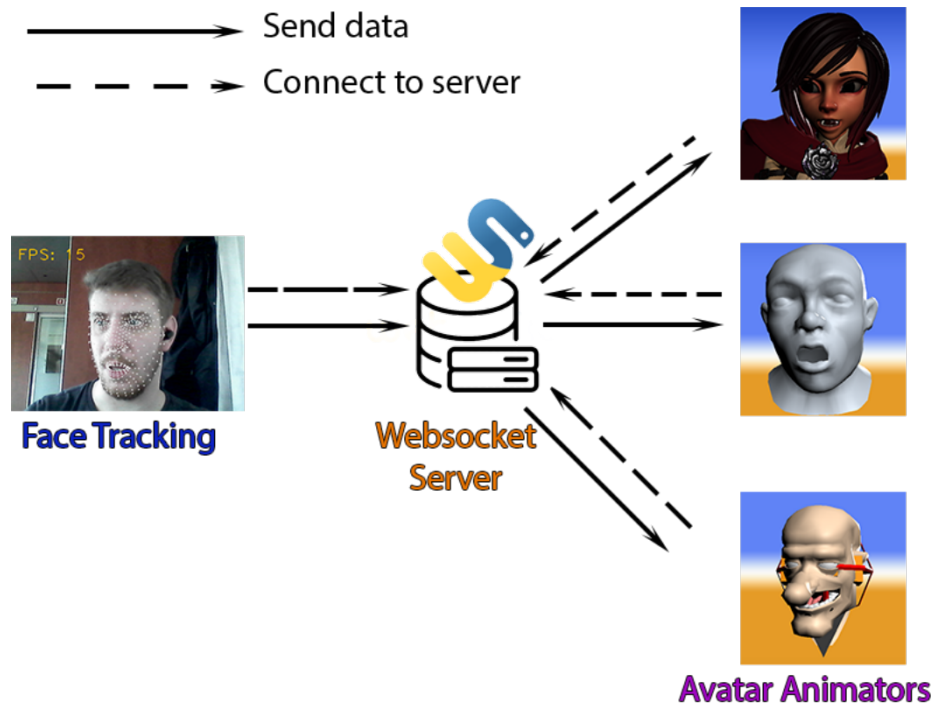 Send data
Connect to server
FPS: 15
Face Tracking
Websocket
Server
Avatar Animators